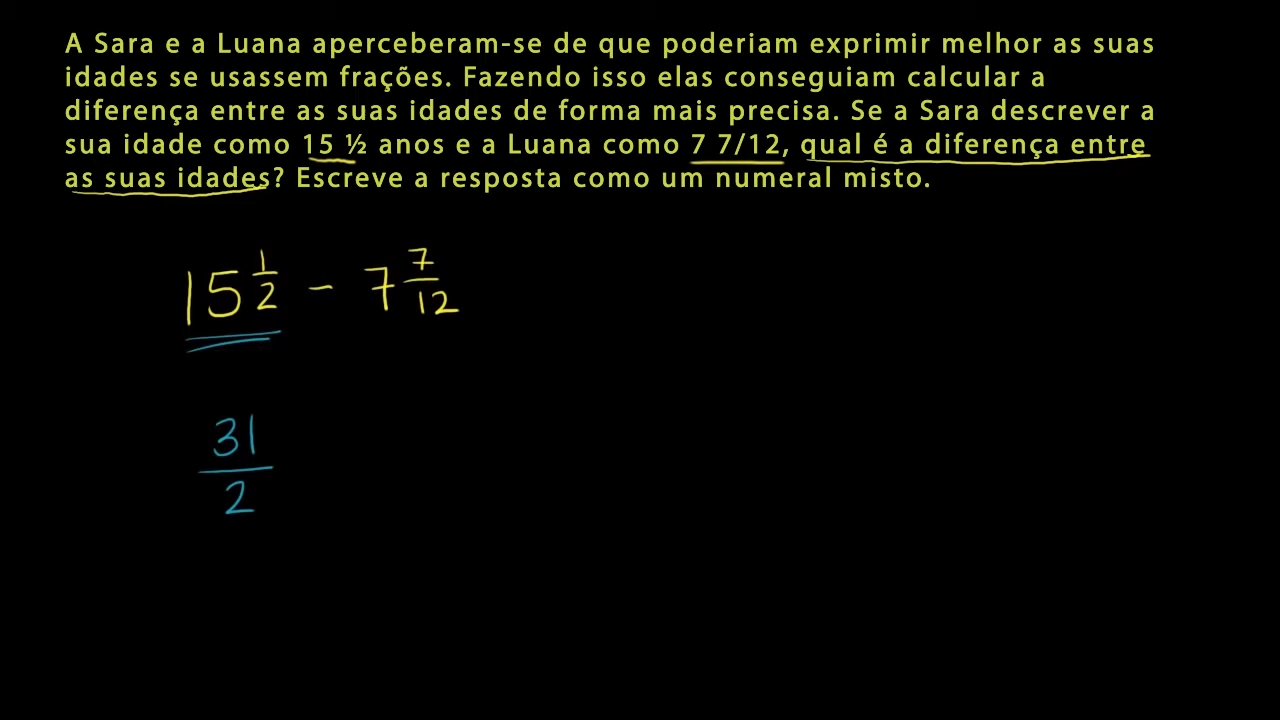 A Sara e a Luana aperceberam-se de que poderiam exprimir melhor as suas
idades se usassem frações. Fazendo isso elas conseguiam calcular a
diferença entre as suas idades de forma mais precisa. Se a Sara descrever a
sua idade como 15 ½ anos e a Luana como 7 7/12, qual é a diferença entre
as suas idades? Escreve a resposta como um numeral misto.
15 1/2 - 7 7/12
31/2